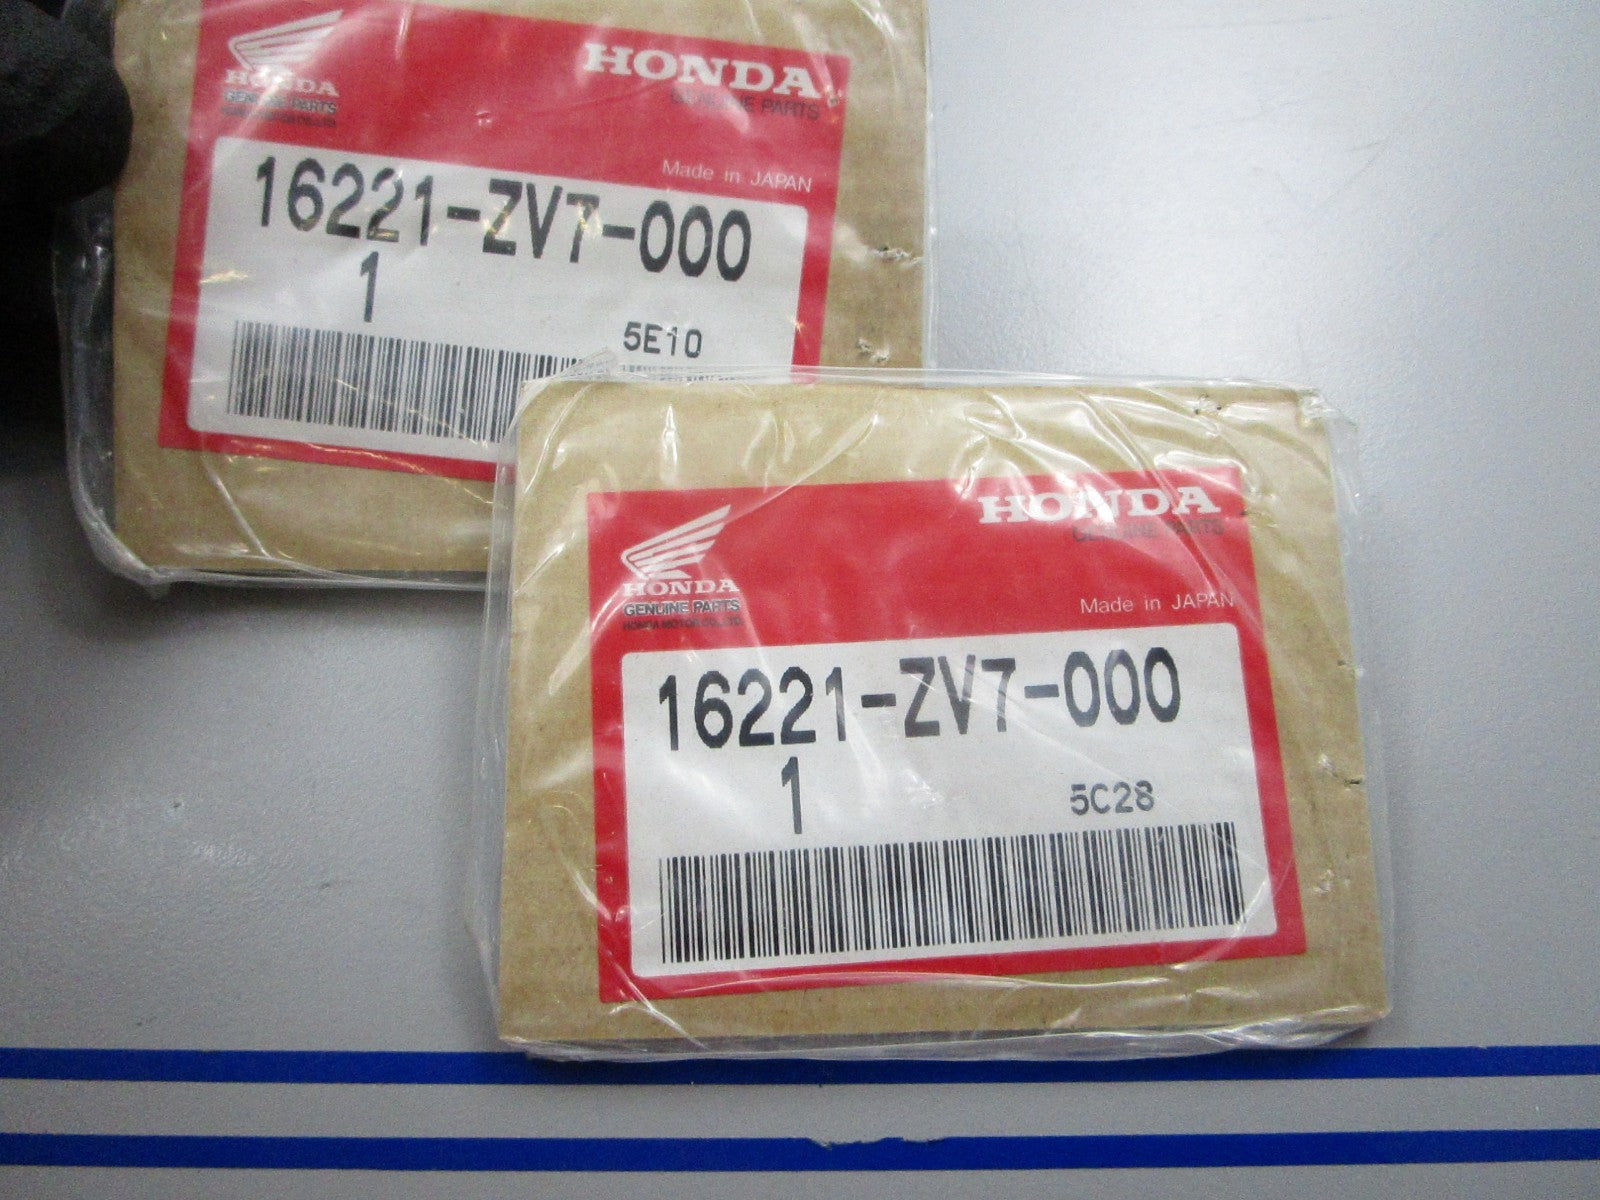 HONDA
GENUINE PARTS
HONDA
GENUINE PARTS
Made in JAPAN
16221-ZV7-000
1
5E10
HONDA
GENUINE PARTS
HONDA MOTOR CO., LTD.
HONDA
GENUINE PARTS
Made in JAPAN
16221-ZV7-000
1
5C28